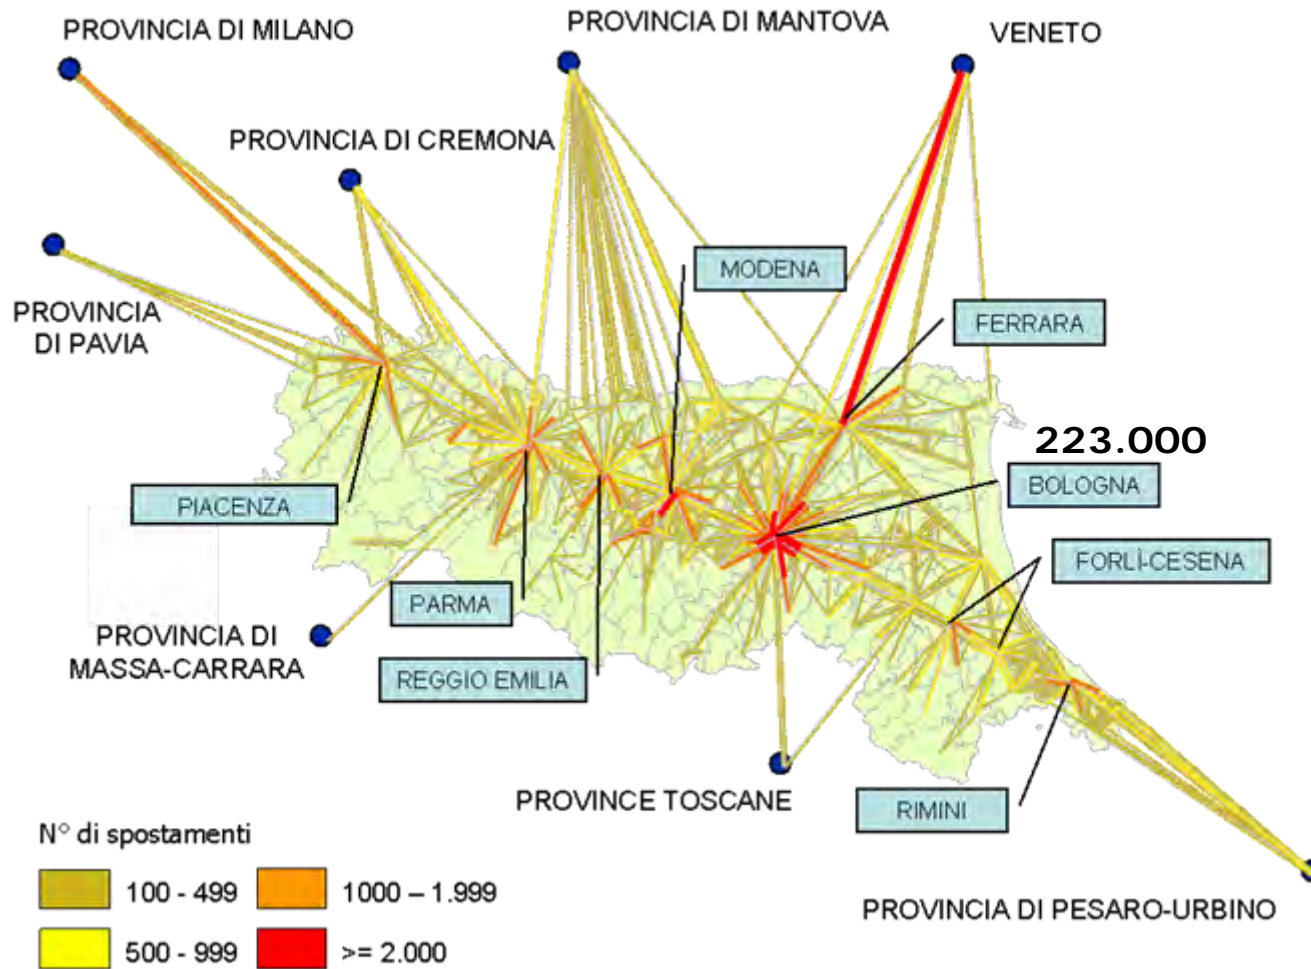 PROVINCIA DI MILANO
PROVINCIA DI MANTOVA
VENETO
PROVINCIA DI CREMONA
MODENA
PROVINCIA
DI PAVIA
FERRARA
223.000
BOLOGNA
PIACENZA
FORLÌ-CESENA
PARMA
PROVINCIA DI
MASSA-CARRARA
REGGIO EMILIA
PROVINCE TOSCANE
RIMINI
N° di spostamenti
100 - 499
1000 – 1.999
500 - 999
>= 2.000
PROVINCIA DI PESARO-URBINO